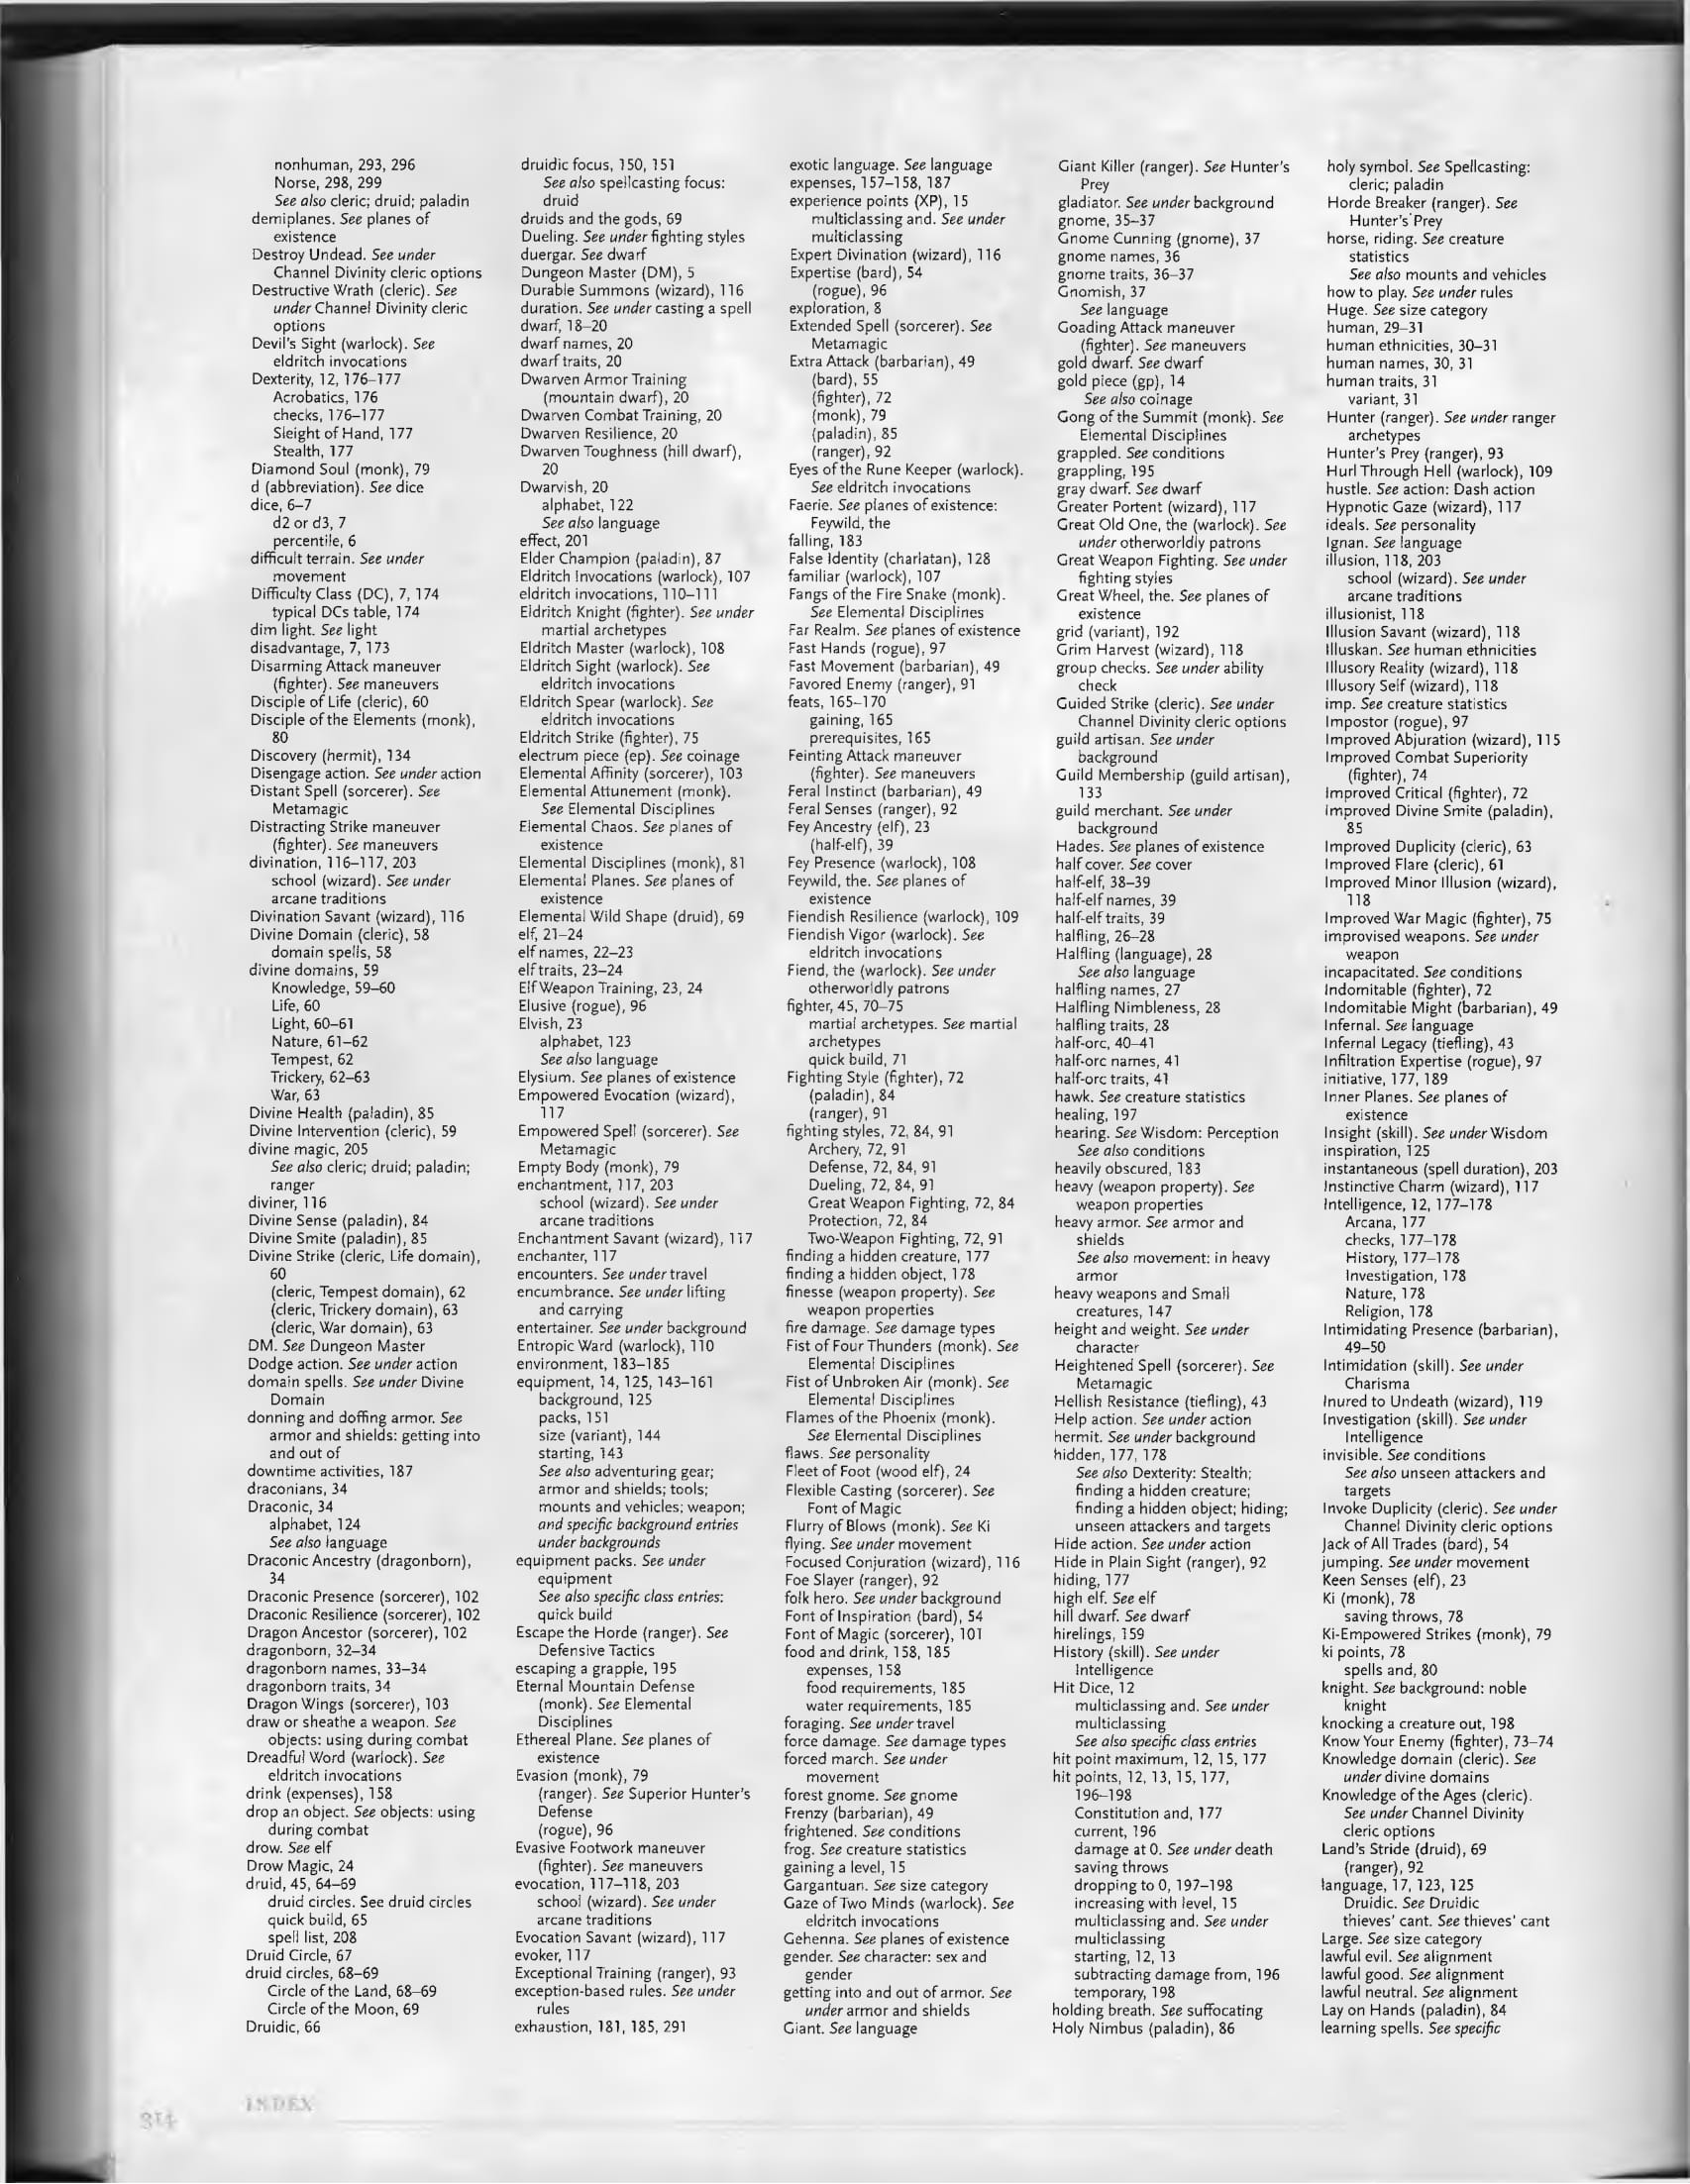 nonhuman, 293, 296
Norse, 298, 299
See also cleric; druid; paladin
demiplanes. See planes of
existence
Destroy Undead. See under
Channel Divinity cleric options
Destructive Wrath (cleric). See
under Channel Divinity cleric
options
Devil's Sight (warlock). See
eldritch invocations
Dexterity, 12, 176–177
Acrobatics, 176
checks, 176–177
Sleight of Hand, 177
Stealth, 177
Diamond Soul (monk), 79
d (abbreviation). See dice
dice, 6–7
d2 or d3, 7
percentile, 6
difficult terrain. See under
movement
Difficulty Class (DC), 7, 174
typical DCs table, 174
dim light. See light
disadvantage, 7, 173
Disarming Attack maneuver
(fighter). See maneuvers
Disciple of Life (cleric), 60
Disciple of the Elements (monk),
80
Discovery (hermit), 134
Disengage action. See under action
Distant Spell (sorcerer). See
Metamagic
Distracting Strike maneuver
(fighter). See maneuvers
divination, 116–117, 203
school (wizard). See under
arcane traditions
Divination Savant (wizard), 116
Divine Domain (cleric), 58
domain spells, 58
divine domains, 59
Knowledge, 59–60
Life, 60
Light, 60–61
Nature, 61–62
Tempest, 62
Trickery, 62–63
War, 63
Divine Health (paladin), 85
Divine Intervention (cleric), 59
divine magic, 205
See also cleric; druid; paladin;
ranger
diviner, 116
Divine Sense (paladin), 84
Divine Smite (paladin), 85
Divine Strike (cleric, Life domain),
60
(cleric, Tempest domain), 62
(cleric, Trickery domain), 63
(cleric, War domain), 63
DM. See Dungeon Master
Dodge action. See under action
domain spells. See under Divine
Domain
donning and doffing armor. See
armor and shields: getting into
and out of
downtime activities, 187
draconians, 34
Draconic, 34
alphabet, 124
See also language
Draconic Ancestry (dragonborn),
34
Draconic Presence (sorcerer), 102
Draconic Resilience (sorcerer), 102
Dragon Ancestor (sorcerer), 102
dragonborn, 32–34
dragonborn names, 33–34
dragonborn traits, 34
Dragon Wings (sorcerer), 103
draw or sheathe a weapon. See
objects: using during combat
Dreadful Word (warlock). See
eldritch invocations
drink (expenses), 158
drop an object. See objects: using
during combat
drow. See elf
Drow Magic, 24
druid, 45, 64–69
druid circles. See druid circles
quick build, 65
spell list, 208
Druid Circle, 67
druid circles, 68–69
Circle of the Land, 68–69
Circle of the Moon, 69
Druidic, 66
druidic focus, 150, 151
See also spellcasting focus:
druid
druids and the gods, 69
Dueling. See under fighting styles
duergar. See dwarf
Dungeon Master (DM), 5
Durable Summons (wizard), 116
duration. See under casting a spell
dwarf, 18–20
dwarf names, 20
dwarf traits, 20
Dwarven Armor Training
(mountain dwarf), 20
Dwarven Combat Training, 20
Dwarven Resilience, 20
Dwarven Toughness (hill dwarf),
20
Dwarvish, 20
alphabet, 122
See also language
effect, 201
Elder Champion (paladin), 87
Eldritch Invocations (warlock), 107
eldritch invocations, 110–111
Eldritch Knight (fighter). See under
martial archetypes
Eldritch Master (warlock), 108
Eldritch Sight (warlock). See
eldritch invocations
Eldritch Spear (warlock). See
eldritch invocations
Eldritch Strike (fighter), 75
electrum piece (ep). See coinage
Elemental Affinity (sorcerer), 103
Elemental Attunement (monk).
See Elemental Disciplines
Elemental Chaos. See planes of
existence
Elemental Disciplines (monk), 81
Elemental Planes. See planes of
existence
Elemental Wild Shape (druid), 69
elf, 21–24
elf names, 22–23
elf traits, 23–24
Elf Weapon Training, 23, 24
Elusive (rogue), 96
Elvish, 23
alphabet, 123
See also language
Elysium. See planes of existence
Empowered Evocation (wizard),
117
Empowered Spell (sorcerer). See
Metamagic
Empty Body (monk), 79
enchantment, 117, 203
school (wizard). See under
arcane traditions
Enchantment Savant (wizard), 117
enchanter, 117
encounters. See under travel
encumbrance. See under lifting
and carrying
entertainer. See under background
Entropic Ward (warlock), 110
environment, 183–185
equipment, 14, 125, 143–161
background, 125
packs, 151
size (variant), 144
starting, 143
See also adventuring gear;
armor and shields; tools;
mounts and vehicles; weapon;
and specific background entries
under backgrounds
equipment packs. See under
equipment
See also specific class entries:
quick build
Escape the Horde (ranger). See
Defensive Tactics
escaping a grapple, 195
Eternal Mountain Defense
(monk). See Elemental
Disciplines
Ethereal Plane. See planes of
existence
Evasion (monk), 79
(ranger). See Superior Hunter's
Defense
(rogue), 96
Evasive Footwork maneuver
(fighter). See maneuvers
evocation, 117–118, 203
school (wizard). See under
arcane traditions
Evocation Savant (wizard), 117
evoker, 117
Exceptional Training (ranger), 93
exception-based rules. See under
rules
exhaustion, 181, 185, 291
exotic language. See language
expenses, 157–158, 187
experience points (XP), 15
multiclassing and. See under
multiclassing
Expert Divination (wizard), 116
Expertise (bard), 54
(rogue), 96
exploration, 8
Extended Spell (sorcerer). See
Metamagic
Extra Attack (barbarian), 49
(bard), 55
(fighter), 72
(monk), 79
(paladin), 85
(ranger), 92
Eyes of the Rune Keeper (warlock).
See eldritch invocations
Faerie. See planes of existence:
Feywild, the
falling, 183
False Identity (charlatan), 128
familiar (warlock), 107
Fangs of the Fire Snake (monk).
See Elemental Disciplines
Far Realm. See planes of existence
Fast Hands (rogue), 97
Fast Movement (barbarian), 49
Favored Enemy (ranger), 91
feats, 165–170
gaining, 165
prerequisites, 165
Feinting Attack maneuver
(fighter). See maneuvers
Feral Instinct (barbarian), 49
Feral Senses (ranger), 92
Fey Ancestry (elf), 23
(half-elf), 39
Fey Presence (warlock), 108
Feywild, the. See planes of
existence
Fiendish Resilience (warlock), 109
Fiendish Vigor (warlock). See
eldritch invocations
Fiend, the (warlock). See under
otherworldly patrons
fighter, 45, 70–75
martial archetypes. See martial
archetypes
quick build, 71
Fighting Style (fighter), 72
(paladin), 84
(ranger), 91
fighting styles, 72, 84, 91
Archery, 72, 91
Defense, 72, 84, 91
Dueling, 72, 84, 91
Great Weapon Fighting, 72, 84
Protection, 72, 84
Two-Weapon Fighting, 72, 91
finding a hidden creature, 177
finding a hidden object, 178
finesse (weapon property). See
weapon properties
fire damage. See damage types
Fist of Four Thunders (monk). See
Elemental Disciplines
Fist of Unbroken Air (monk). See
Elemental Disciplines
Flames of the Phoenix (monk).
See Elemental Disciplines
flaws. See personality
Fleet of Foot (wood elf), 24
Flexible Casting (sorcerer). See
Font of Magic
Flurry of Blows (monk). See Ki
flying. See under movement
Focused Conjuration (wizard), 116
Foe Slayer (ranger), 92
folk hero. See under background
Font of Inspiration (bard), 54
Font of Magic (sorcerer), 101
food and drink, 158, 185
expenses, 158
food requirements, 185
water requirements, 185
foraging. See under travel
force damage. See damage types
forced march. See under
movement
forest gnome. See gnome
Frenzy (barbarian), 49
frightened. See conditions
frog. See creature statistics
gaining a level, 15
Gargantuan. See size category
Gaze of Two Minds (warlock). See
eldritch invocations
Gehenna. See planes of existence
gender. See character: sex and
gender
getting into and out of armor. See
under armor and shields
Giant. See language
Giant Killer (ranger). See Hunter's
Prey
gladiator. See under background
gnome, 35–37
Gnome Cunning (gnome), 37
gnome names, 36
gnome traits, 36–37
Gnomish, 37
See language
Goading Attack maneuver
(fighter). See maneuvers
gold dwarf. See dwarf
gold piece (gp), 14
See also coinage
Gong of the Summit (monk). See
Elemental Disciplines
grappled. See conditions
grappling, 195
gray dwarf. See dwarf
Greater Portent (wizard), 117
Great Old One, the (warlock). See
under otherworldly patrons
Great Weapon Fighting. See under
fighting styles
Great Wheel, the. See planes of
existence
grid (variant), 192
Grim Harvest (wizard), 118
group checks. See under ability
check
Guided Strike (cleric). See under
Channel Divinity cleric options
guild artisan. See under
background
Guild Membership (guild artisan),
133
guild merchant. See under
background
Hades. See planes of existence
half cover. See cover
half-elf, 38–39
half-elf names, 39
half-elf traits, 39
halfling, 26–28
Halfling (language), 28
See also language
halfling names, 27
Halfling Nimbleness, 28
halfling traits, 28
half-orc, 40–41
half-orc names, 41
half-orc traits, 41
hawk. See creature statistics
healing, 197
hearing. See Wisdom: Perception
See also conditions
heavily obscured, 183
heavy (weapon property). See
weapon properties
heavy armor. See armor and
shields
See also movement: in heavy
armor
heavy weapons and Small
creatures, 147
height and weight. See under
character
Heightened Spell (sorcerer). See
Metamagic
Hellish Resistance (tiefling), 43
Help action. See under action
hermit. See under background
hidden, 177, 178
See also Dexterity: Stealth;
finding a hidden creature;
finding a hidden object; hiding;
unseen attackers and targets
Hide action. See under action
Hide in Plain Sight (ranger), 92
hiding, 177
high elf. See elf
hill dwarf. See dwarf
hirelings, 159
History (skill). See under
Intelligence
Hit Dice, 12
multiclassing and. See under
multiclassing
See also specific class entries
hit point maximum, 12, 15, 177
hit points, 12, 13, 15, 177,
196–198
Constitution and, 177
current, 196
damage at 0. See under death
saving throws
dropping to 0, 197–198
increasing with level, 15
multiclassing and. See under
multiclassing
starting, 12, 13
subtracting damage from, 196
temporary, 198
holding breath. See suffocating
Holy Nimbus (paladin), 86
holy symbol. See Spellcasting:
cleric; paladin
Horde Breaker (ranger). See
Hunter's Prey
horse, riding. See creature
statistics
See also mounts and vehicles
how to play. See under rules
Huge. See size category
human, 29–31
human ethnicities, 30–31
human names, 30, 31
human traits, 31
variant, 31
Hunter (ranger). See under ranger
archetypes
Hunter's Prey (ranger), 93
Hurl Through Hell (warlock), 109
hustle. See action: Dash action
Hypnotic Gaze (wizard), 117
ideals. See personality
Ignan. See language
illusion, 118, 203
school (wizard). See under
arcane traditions
illusionist, 118
Illusion Savant (wizard), 118
Illuskan. See human ethnicities
Illusory Reality (wizard), 118
Illusory Self (wizard), 118
imp. See creature statistics
Impostor (rogue), 97
Improved Abjuration (wizard), 115
Improved Combat Superiority
(fighter), 74
Improved Critical (fighter), 72
Improved Divine Smite (paladin),
85
Improved Duplicity (cleric), 63
Improved Flare (cleric), 61
Improved Minor Illusion (wizard),
118
Improved War Magic (fighter), 75
improvised weapons. See under
weapon
incapacitated. See conditions
Indomitable (fighter), 72
Indomitable Might (barbarian), 49
Infernal. See language
Infernal Legacy (tiefling), 43
Infiltration Expertise (rogue), 97
initiative, 177, 189
Inner Planes. See planes of
existence
Insight (skill). See under Wisdom
inspiration, 125
instantaneous (spell duration), 203
Instinctive Charm (wizard), 117
Intelligence, 12, 177–178
Arcana, 177
checks, 177–178
History, 177–178
Investigation, 178
Nature, 178
Religion, 178
Intimidating Presence (barbarian),
49–50
Intimidation (skill). See under
Charisma
Inured to Undeath (wizard), 119
Investigation (skill). See under
Intelligence
invisible. See conditions
See also unseen attackers and
targets
Invoke Duplicity (cleric). See under
Channel Divinity cleric options
Jack of All Trades (bard), 54
jumping. See under movement
Keen Senses (elf), 23
Ki (monk), 78
saving throws, 78
Ki-Empowered Strikes (monk), 79
ki points, 78
spells and, 80
knight. See background: noble
knight
knocking a creature out, 198
Know Your Enemy (fighter), 73–74
Knowledge domain (cleric). See
under divine domains
Knowledge of the Ages (cleric).
See under Channel Divinity
cleric options
Land's Stride (druid), 69
(ranger), 92
language, 17, 123, 125
Druidic. See Druidic
thieves' cant. See thieves' cant
Large. See size category
lawful evil. See alignment
lawful good. See alignment
lawful neutral. See alignment
Lay on Hands (paladin), 84
learning spells. See specific
314
INDEX